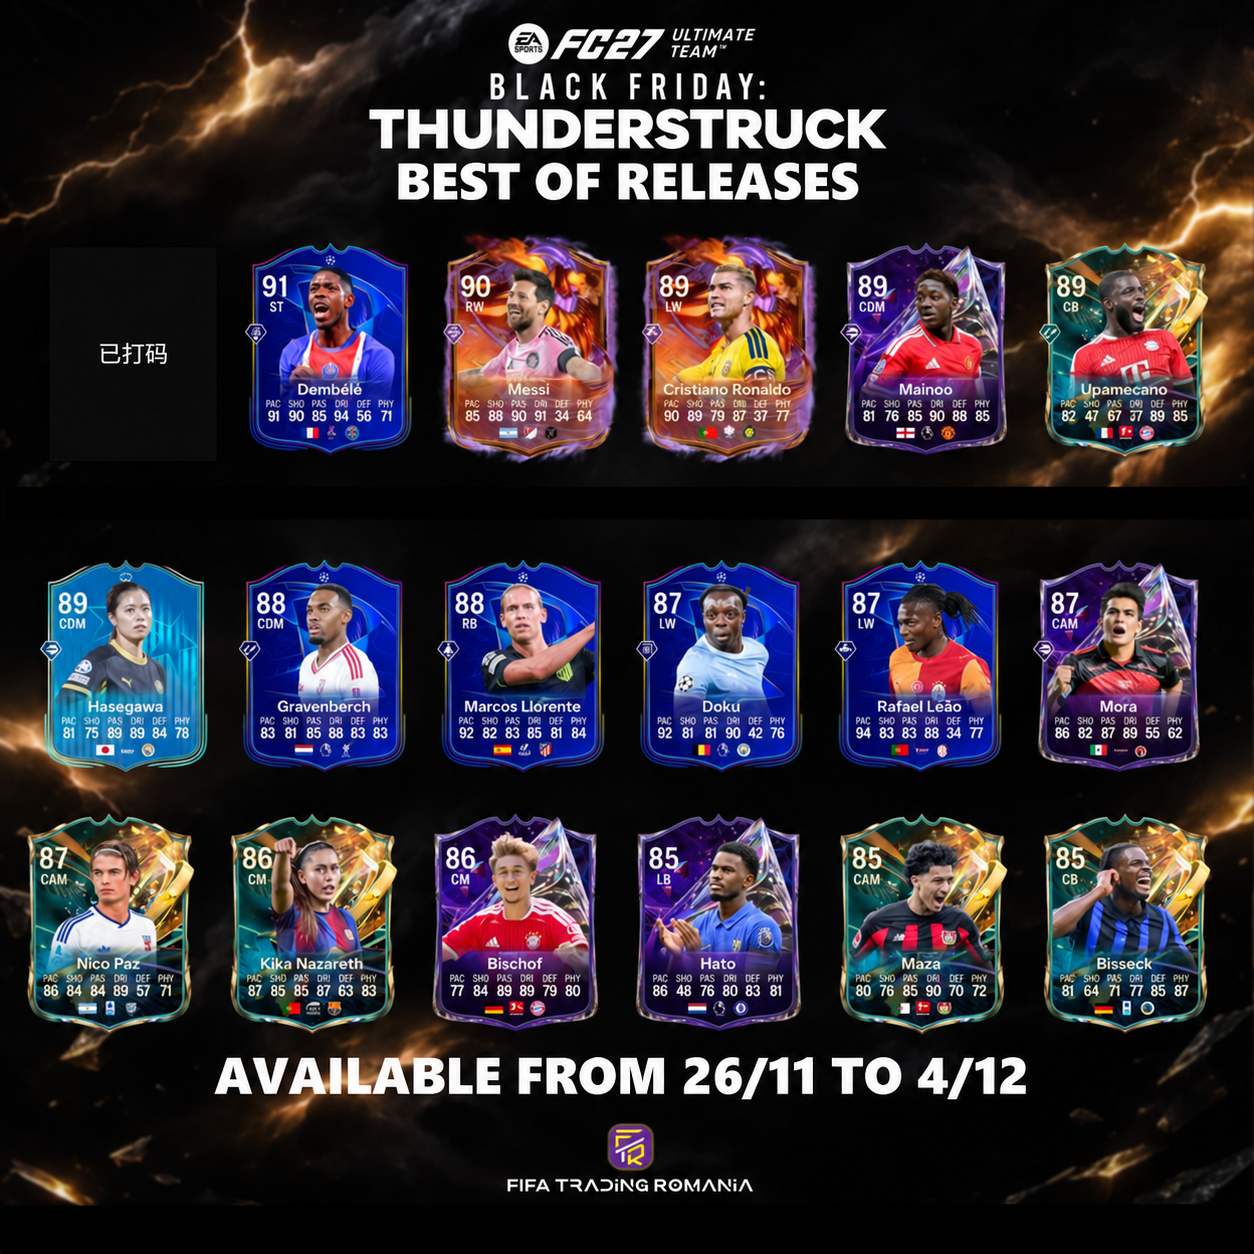 EA SPORTS FC27 ULTIMATE TEAM™
BLACK FRIDAY:
THUNDERSTRUCK
BEST OF RELEASES
已打码
91 ST
Dembélé
PAC SHO PAS DRI DEF PHY
91 90 85 94 56 71
90 RW
Messi
PAC SHO PAS DRI DEF PHY
85 88 90 91 34 64
89 LW
Cristiano Ronaldo
PAC SHO PAS DRI DEF PHY
90 89 79 87 37 77
89 CDM
Mainoo
PAC SHO PAS DRI DEF PHY
81 76 85 90 88 85
89 CB
Upamecano
PAC SHO PAS DRI DEF PHY
82 47 67 37 89 85
89 CDM
Hasegawa
PAC SHO PAS DRI DEF PHY
81 75 89 89 84 78
88 CDM
Gravenberch
PAC SHO PAS DRI DEF PHY
83 81 85 88 83 83
88 RB
Marcos Llorente
PAC SHO PAS DRI DEF PHY
92 82 83 85 81 84
87 LW
Doku
PAC SHO PAS DRI DEF PHY
92 81 81 90 42 76
87 LW
Rafael Leão
PAC SHO PAS DRI DEF PHY
94 83 83 88 34 77
87 CAM
Mora
PAC SHO PAS DRI DEF PHY
86 82 87 89 55 62
87 CAM
Nico Paz
PAC SHO PAS DRI DEF PHY
86 84 84 89 57 71
86 CM
Kika Nazareth
PAC SHO PAS DRI DEF PHY
87 85 85 87 63 83
86 CM
Bischof
PAC SHO PAS DRI DEF PHY
77 84 89 89 79 80
85 LB
Hato
PAC SHO PAS DRI DEF PHY
86 48 76 80 83 81
85 CAM
Maza
PAC SHO PAS DRI DEF PHY
80 76 85 90 70 72
85 CB
Bisseck
PAC SHO PAS DRI DEF PHY
81 64 71 77 85 87
AVAILABLE FROM 26/11 TO 4/12
FTR
FIFA TRADING ROMANIA